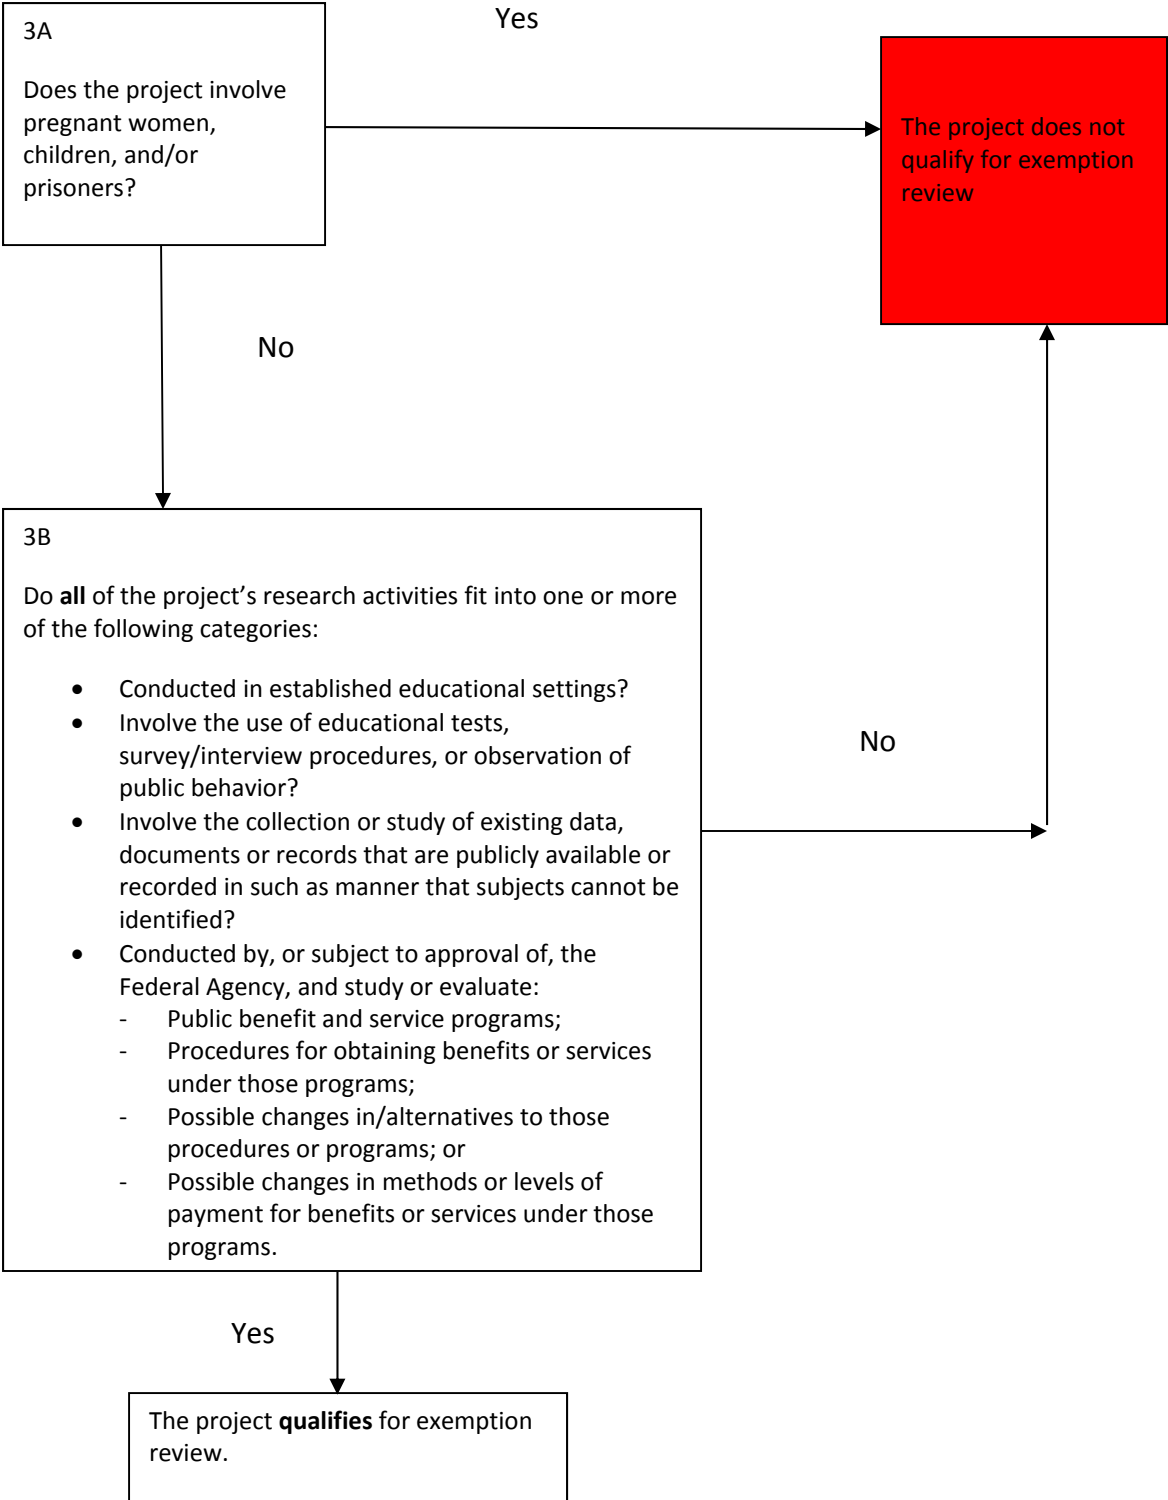 3A
Yes
Does the project involve
pregnant women,
children, and/or
prisoners?
The project does not
qualify for exemption
review
No
3B
Do all of the project’s research activities fit into one or more
of the following categories:
• Conducted in established educational settings?
• Involve the use of educational tests,
survey/interview procedures, or observation of
public behavior?
• Involve the collection or study of existing data,
documents or records that are publicly available or
recorded in such as manner that subjects cannot be
identified?
• Conducted by, or subject to approval of, the
Federal Agency, and study or evaluate:
- Public benefit and service programs;
- Procedures for obtaining benefits or services
under those programs;
- Possible changes in/alternatives to those
procedures or programs; or
- Possible changes in methods or levels of
payment for benefits or services under those
programs.
No
Yes
The project qualifies for exemption
review.